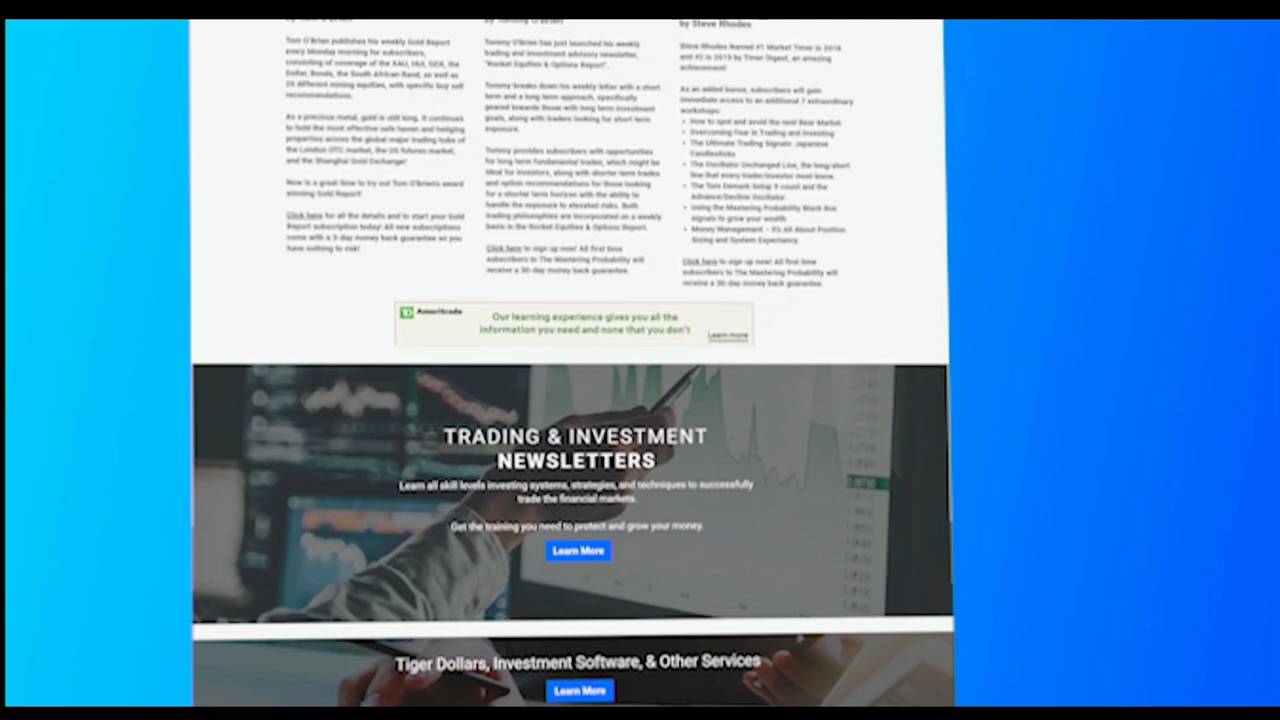 by Steve Rhodes
Tom O'Brien publishes his weekly Gold Report
every Monday morning for subscribers,
consisting of coverage of the XAU, HUI, GDX, the
Dollar, Bonds, the South African Rand, as well as
25 different mining equities, with specific buy sell
recommendations.
As a precious metal, gold is still king. It continues
to hold the most effective safe haven and hedging
properties across the global major trading hubs of
the London OTC market, the US futures market,
and the Shanghai Gold Exchange!
Now is a great time to try out Tom O'Brien's award
winning Gold Report!
Click here for all the details and to start your Gold
Report subscription today! All new subscriptions
come with a 3-day money back guarantee so you
have nothing to risk!
Tommy O'Brien has just launched his weekly
trading and investment advisory newsletter,
"Rocket Equities & Options Report".
Tommy breaks down his weekly letter with a short
term and a long term approach, specifically
geared towards those with long term investment
goals, along with traders looking for short term
exposure.
Tommy provides subscribers with opportunities
for long term fundamental trades, which might be
ideal for investors, along with shorter term trades
and option recommendations for those looking
for a shorter term horizon with the ability to
handle the exposure to elevated risks. Both
trading philosophies are incorporated on a weekly
basis in the Rocket Equities & Options Report.
Click here to sign up now! All first time
subscribers to The Mastering Probability will
receive a 30-day money back guarantee.
Steve Rhodes Named #1 Market Timer in 2018
and #2 in 2019 by Timer Digest, an amazing
achievement!
As an added bonus, subscribers will gain
immediate access to an additional 7 extraordinary
workshops:
• How to spot and avoid the next Bear Market
• Overcoming Fear in Trading and Investing
• The Ultimate Trading Signals: Japanese
Candlesticks
• The Oscillator Unchanged Line, the long/short
line that every trader/investor must know.
• The Tom Demark Setup 9 count and the
Advance/Decline Oscillator
• Using the Mastering Probability Black Box
signals to grow your wealth
• Money Management - It's All About Position
Sizing and System Expectancy.
Click here to sign up now! All first time
subscribers to The Mastering Probability will
receive a 30-day money back guarantee.
TD Ameritrade
Our learning experience gives you all the
information you need and none that you don't
Learn more
TRADING & INVESTMENT
NEWSLETTERS
Learn all skill levels investing systems, strategies, and techniques to successfully
trade the financial markets.
Get the training you need to protect and grow your money.
Learn More
Tiger Dollars, Investment Software, & Other Services
Learn More